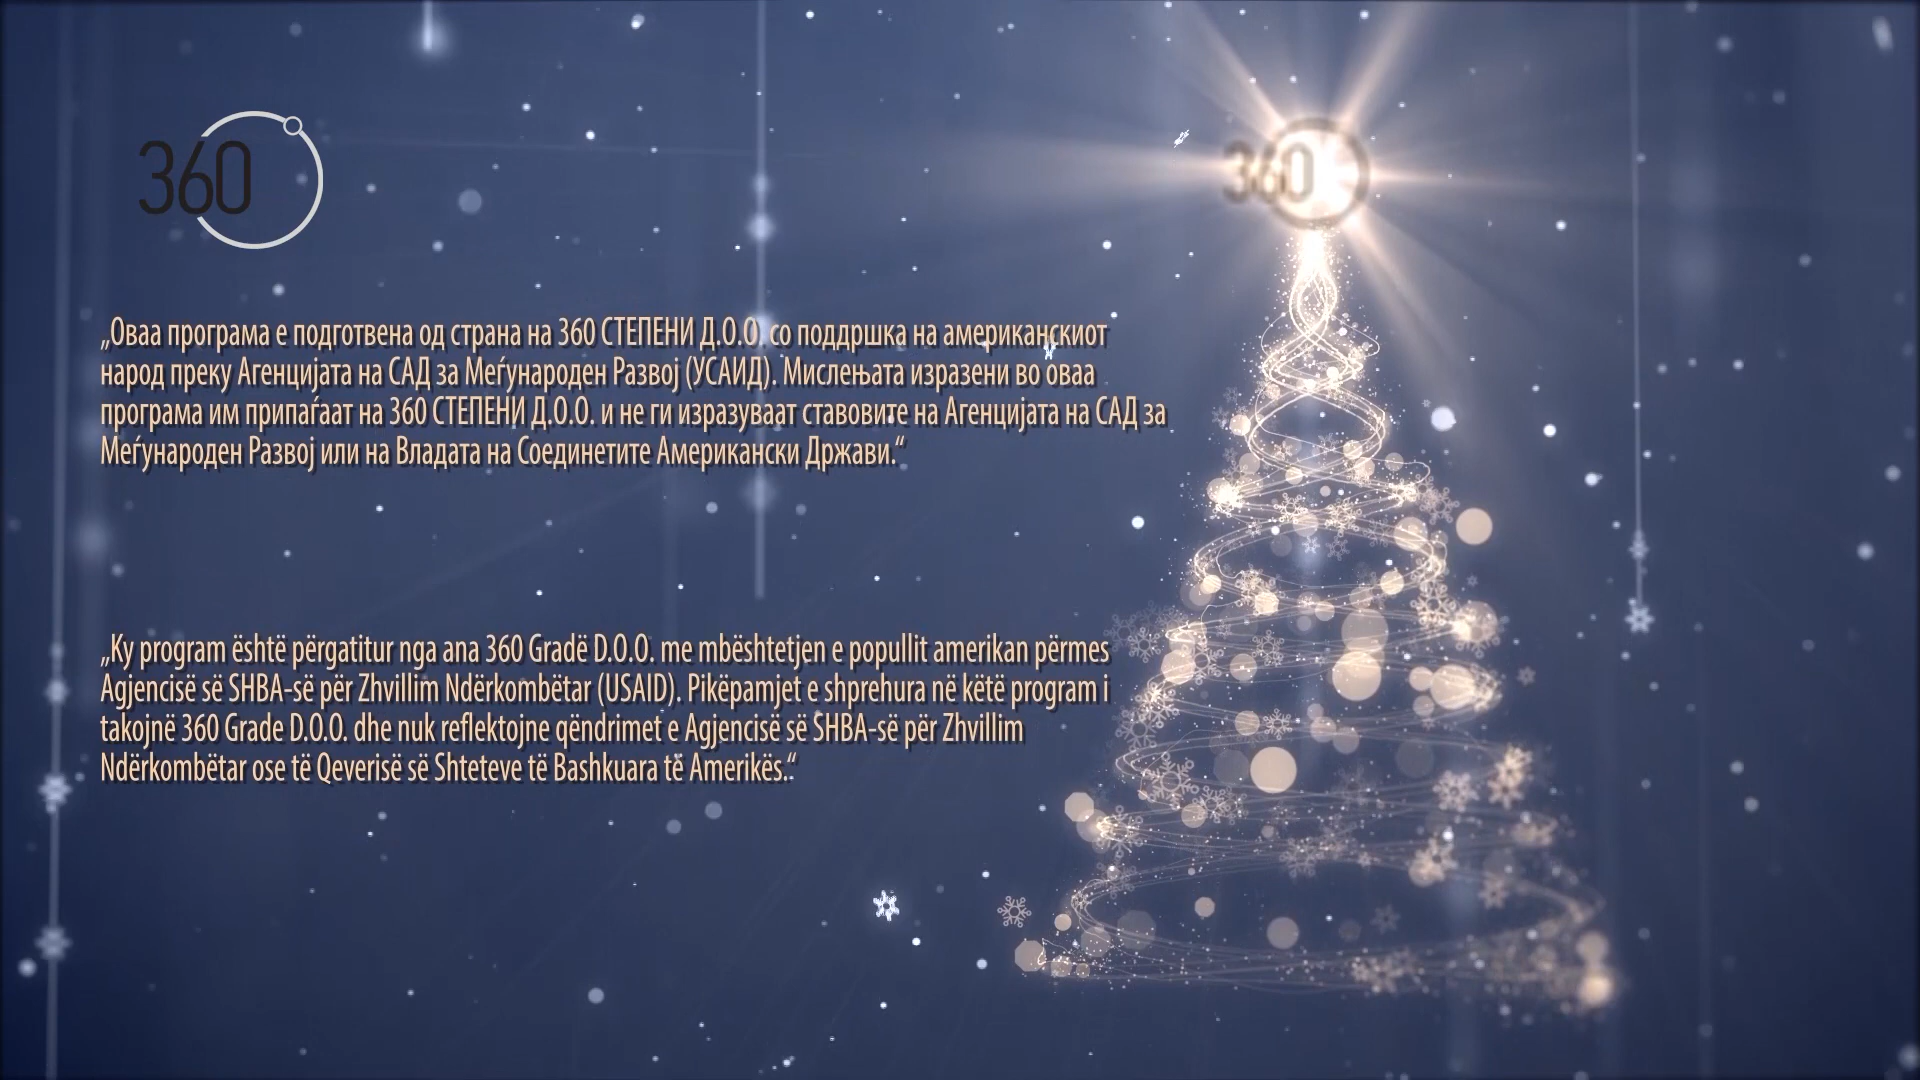 360
360
„Оваа програма е подготвена од страна на 360 СТЕПЕНИ Д.О.О. со поддршка на американскиот
народ преку Агенцијата на САД за Меѓународен Развој (УСАИД). Мислењата изразени во оваа
програма им припаѓаат на 360 СТЕПЕНИ Д.О.О. и не ги изразуваат ставовите на Агенцијата на САД за
Меѓународен Развој или на Владата на Соединетите Американски Држави.“
„Ky program është përgatitur nga ana 360 Gradë D.O.O. me mbështetjen e popullit amerikan përmes
Agjencisë së SHBA-së për Zhvillim Ndërkombëtar (USAID). Pikëpamjet e shprehura në këtë program i
takojnë 360 Grade D.O.O. dhe nuk reflektojne qëndrimet e Agjencisë së SHBA-së për Zhvillim
Ndërkombëtar ose të Qeverisë së Shteteve të Bashkuara të Amerikës.“